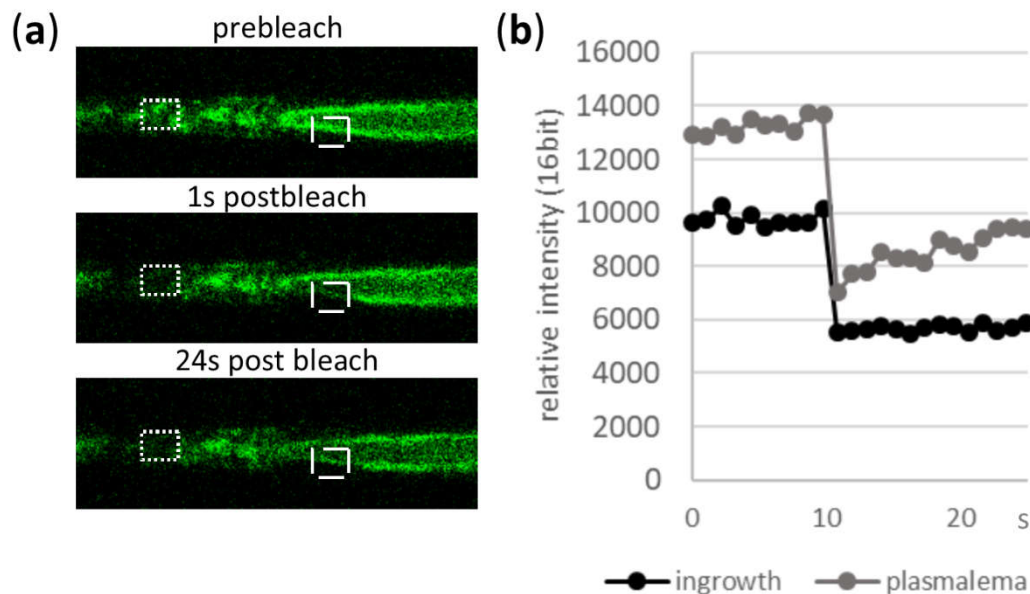 (a)
prebleach
1s postbleach
24s post bleach
(b)
relative intensity (16bit)
16000
14000
12000
10000
8000
6000
4000
2000
0
0 10 20 s
ingrowth plasmalema